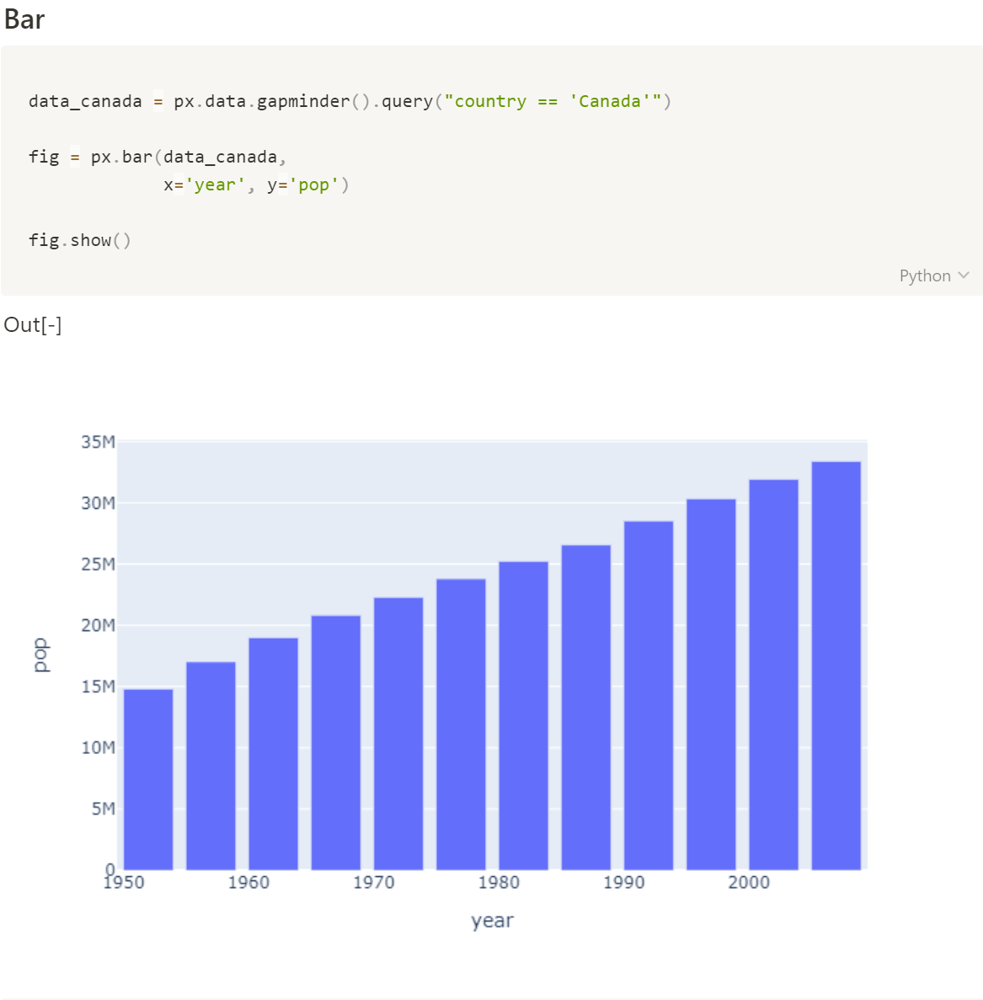 Bar
data_canada = px.data.gapminder().query("country == 'Canada'")
fig = px.bar(data_canada,
x='year', y='pop')
fig.show()
Python
Out[-]
35M
30M
25M
20M
15M
10M
5M
0
pop
1950 1960 1970 1980 1990 2000
year